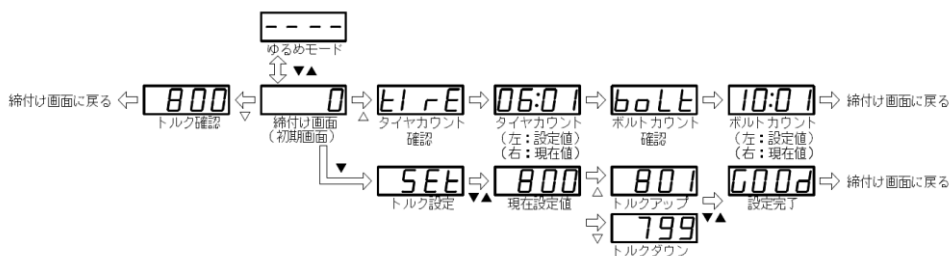 ----
ゆるめモード
▼▲
締付け画面に戻る
800
トルク確認
▽
0
締付け画面
(初期画面)
△
tIrE
タイヤカウント
確認
06:01
タイヤカウント
(左:設定値)
(右:現在値)
boLt
ボルトカウント
確認
10:01
ボルトカウント
(左:設定値)
(右:現在値)
締付け画面に戻る
▼
SEt
トルク設定
▼▲
800
現在設定値
△
801
トルクアップ
▽
799
トルクダウン
▼▲
GOOd
設定完了
締付け画面に戻る